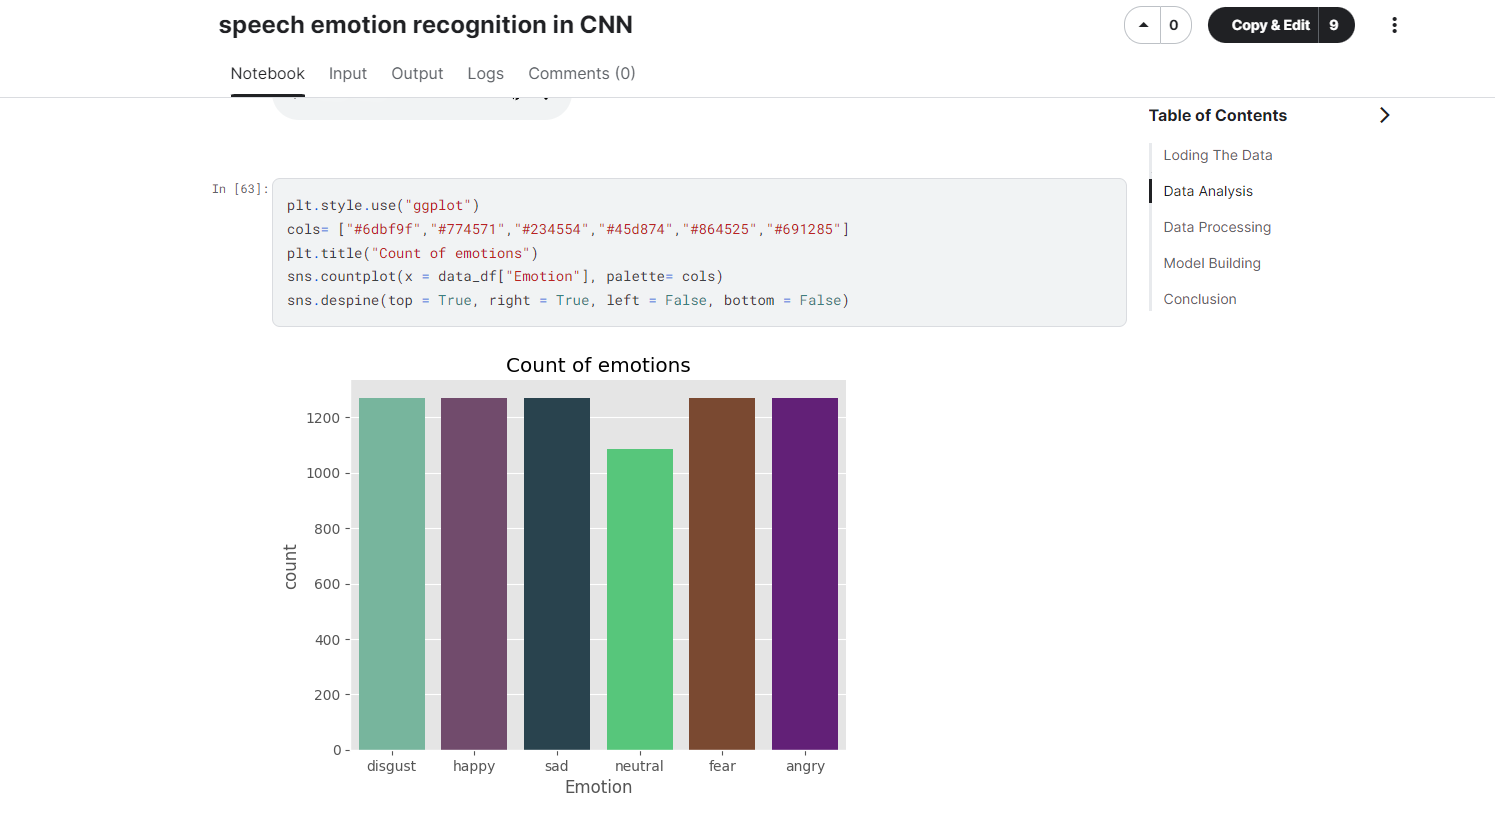 speech emotion recognition in CNN
0
Copy & Edit 9
Notebook Input Output Logs Comments (0)
Table of Contents
Loding The Data
Data Analysis
Data Processing
Model Building
Conclusion
In [63]:
plt.style.use("ggplot")
cols= ["#6dbf9f","#774571","#234554","#45d874","#864525","#691285"]
plt.title("Count of emotions")
sns.countplot(x = data_df["Emotion"], palette= cols)
sns.despine(top = True, right = True, left = False, bottom = False)
Count of emotions
1200
1000
800
600
400
200
0
count
disgust happy sad neutral fear angry
Emotion